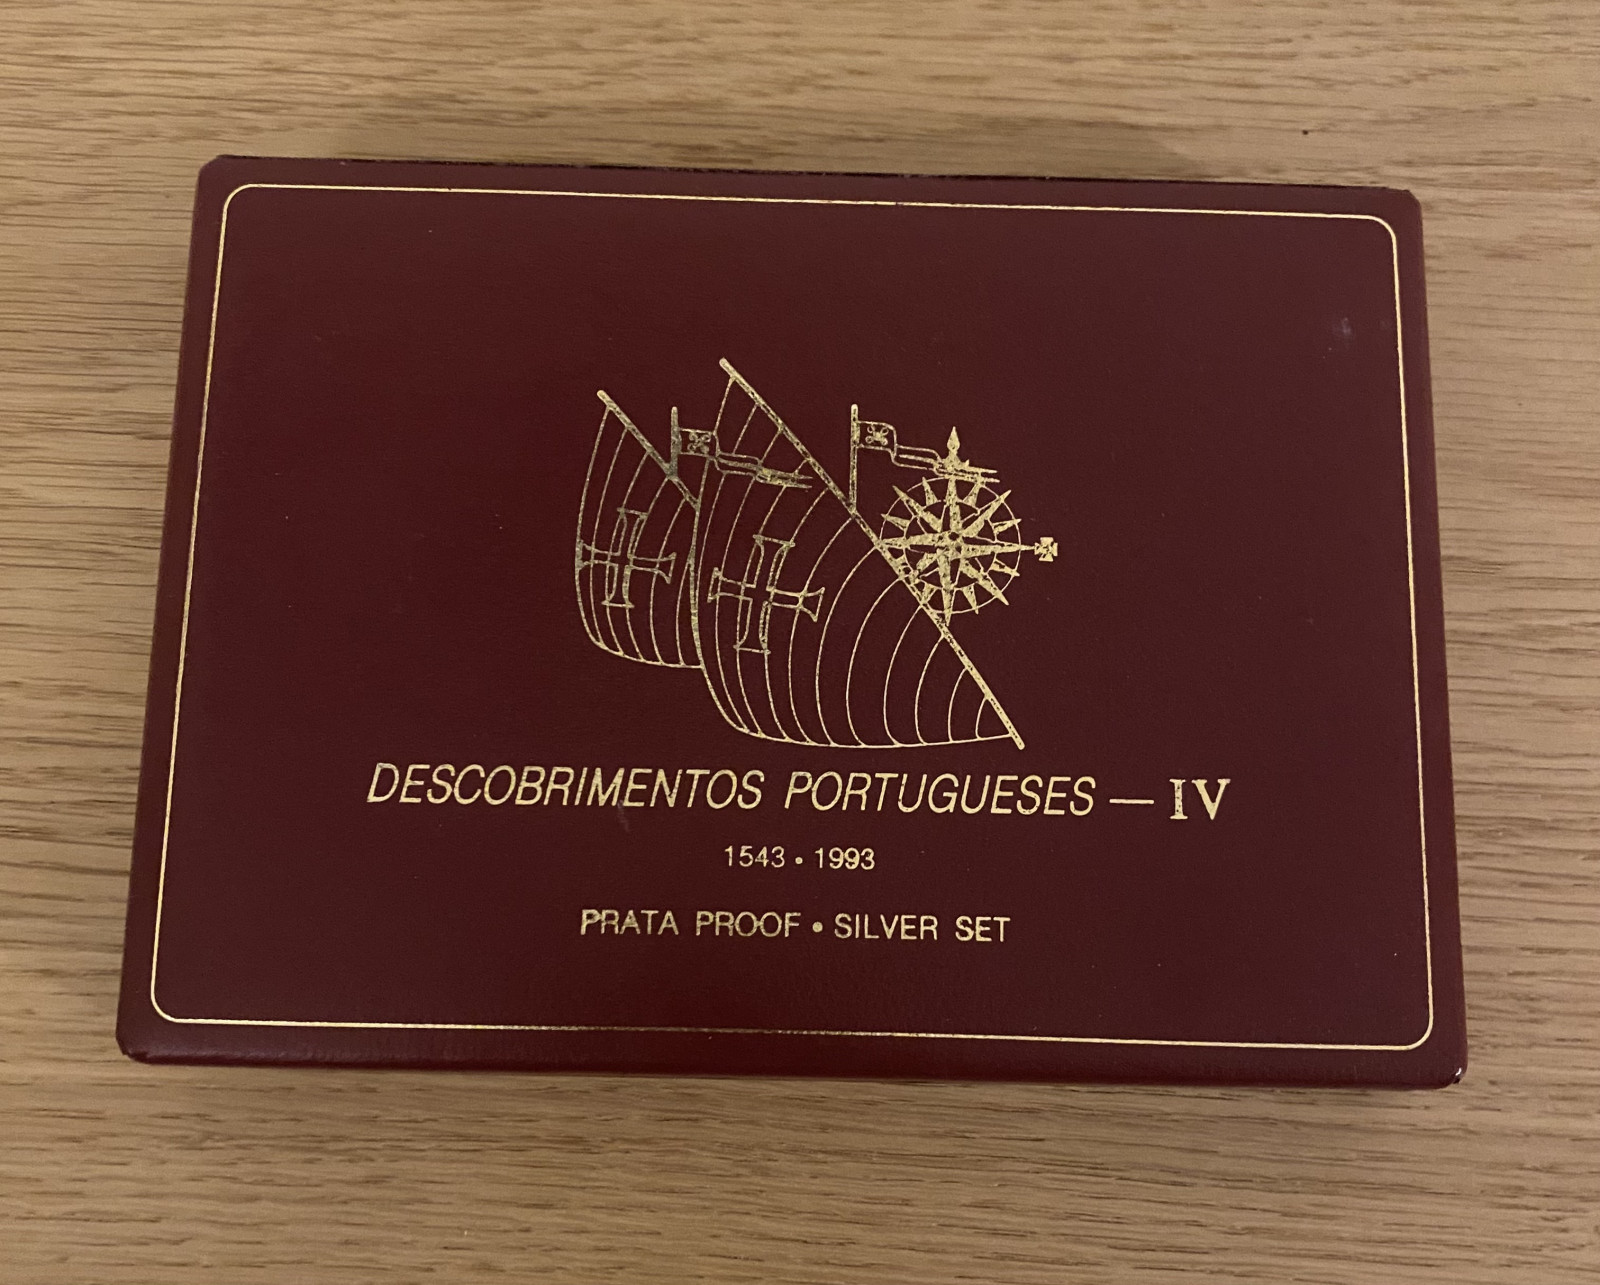 DESCOBRIMENTOS PORTUGUESES — IV
1543 • 1993
PRATA PROOF • SILVER SET